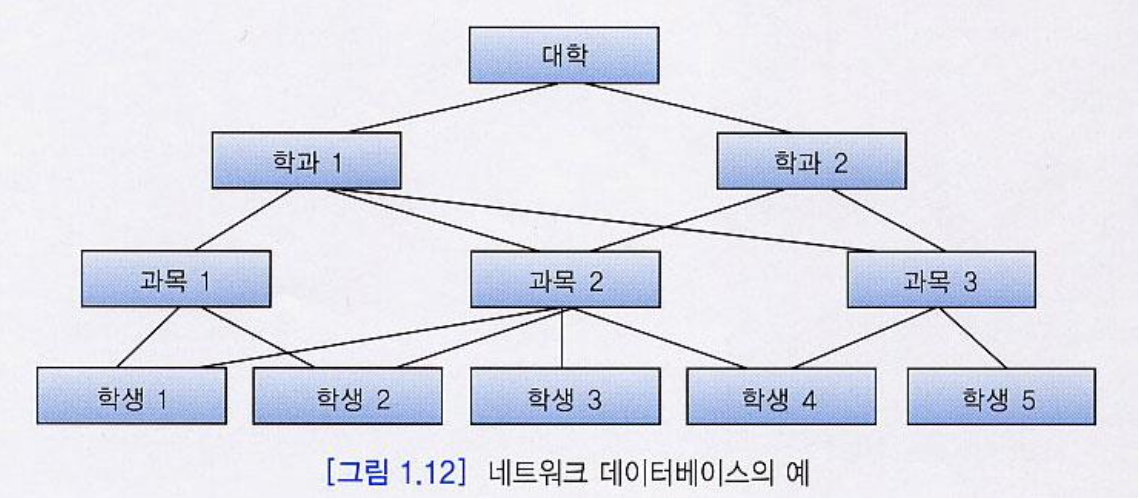 대학
학과 1
학과 2
과목 1
과목 2
과목 3
학생 1
학생 2
학생 3
학생 4
학생 5
[그림 1.12] 네트워크 데이터베이스의 예